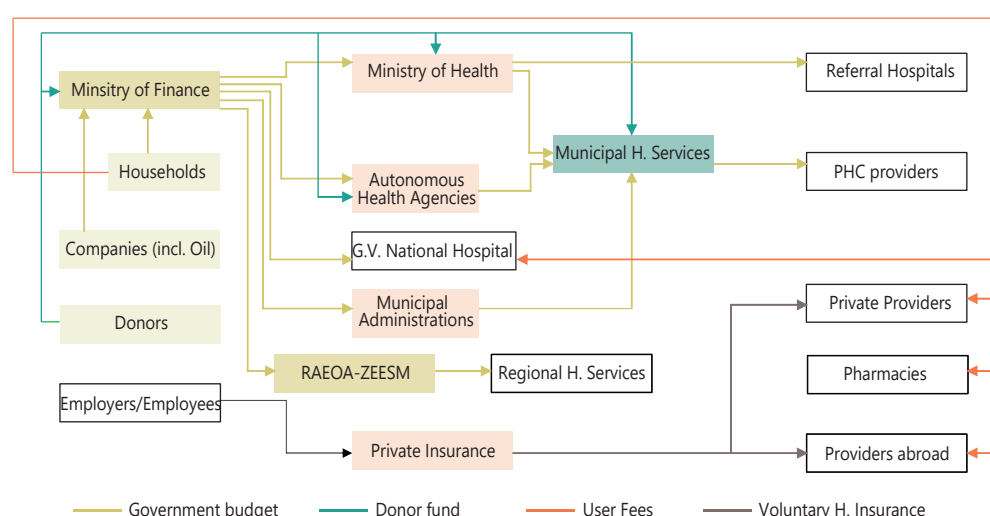 Ministry of Health
Referral Hospitals
Minsitry of Finance
Municipal H. Services
Households
PHC providers
Autonomous
Health Agencies
Companies (incl. Oil)
G.V. National Hospital
Donors
Municipal
Administrations
Private Providers
RAEOA-ZEESM
Regional H. Services
Pharmacies
Employers/Employees
Private Insurance
Providers abroad
Government budget
Donor fund
User Fees
Voluntary H. Insurance